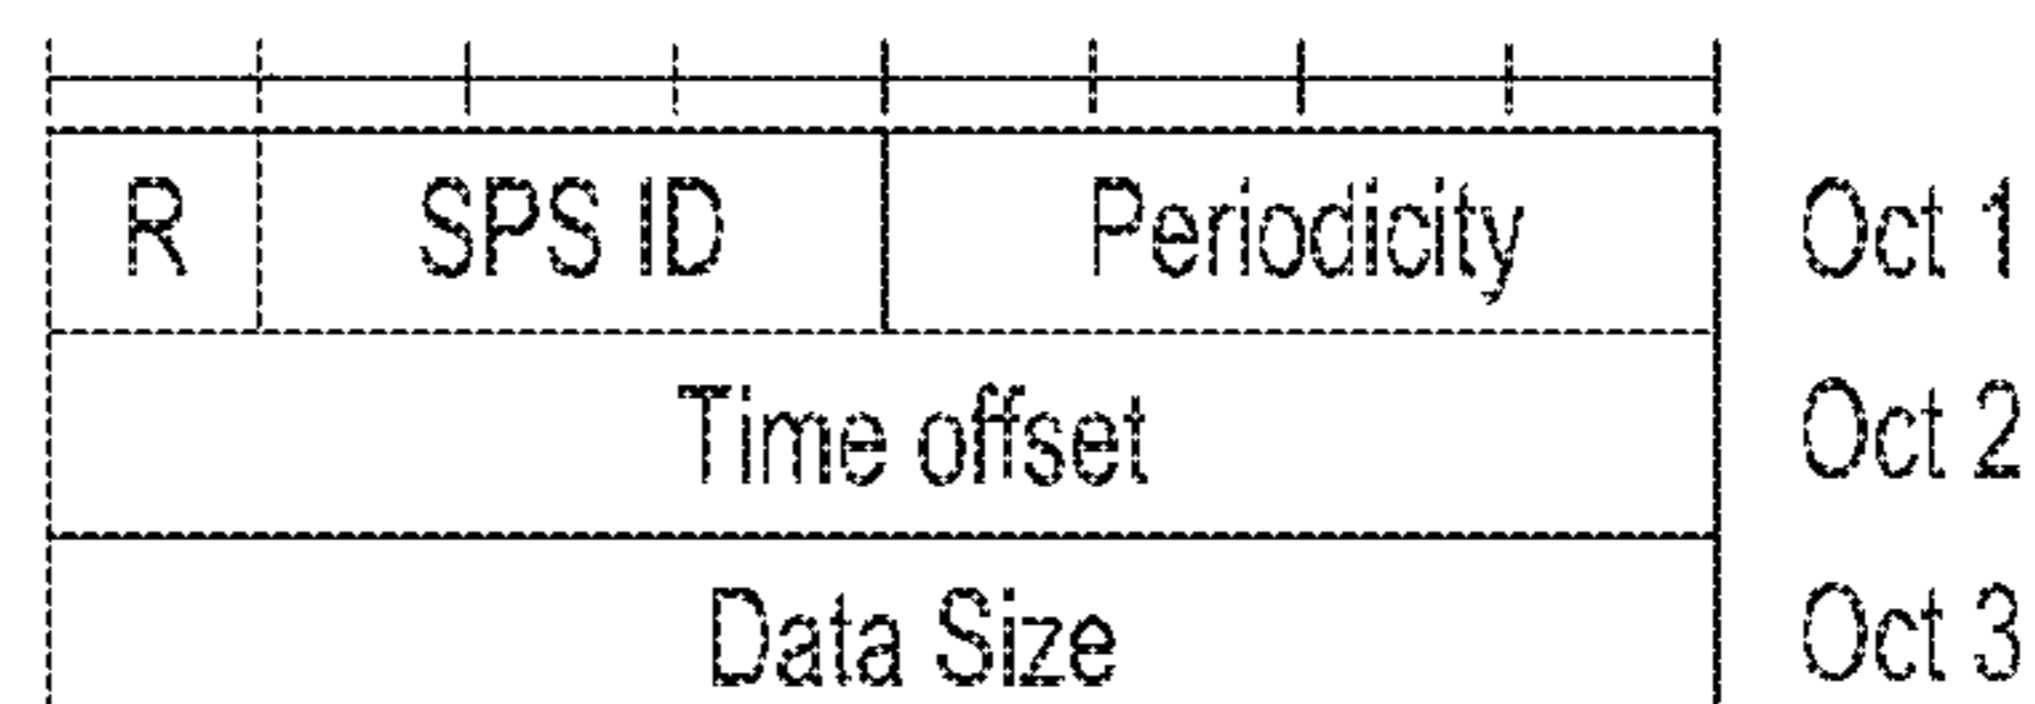 R SPS ID Periodicity Oct 1
Time offset Oct 2
Data Size Oct 3